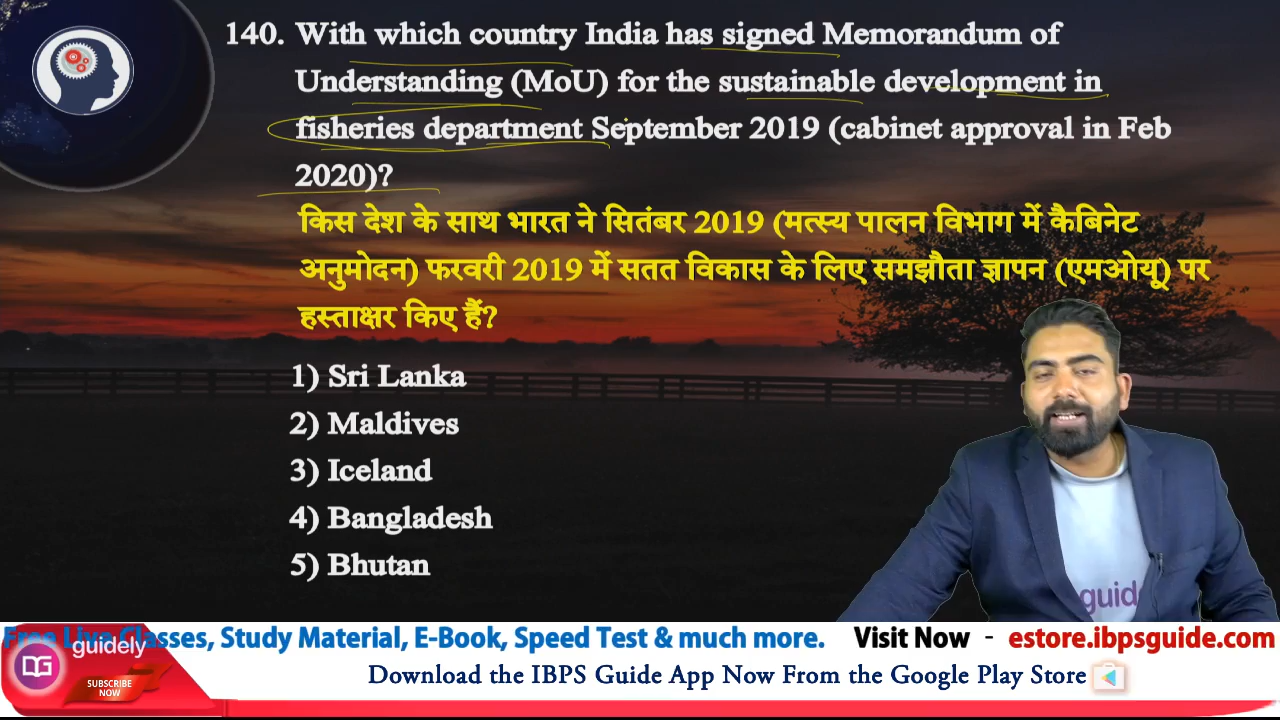 140. With which country India has signed Memorandum of
Understanding (MoU) for the sustainable development in
fisheries department September 2019 (cabinet approval in Feb
2020)?
किस देश के साथ भारत ने सितंबर 2019 (मत्स्य पालन विभाग में कैबिनेट
अनुमोदन) फरवरी 2019 में सतत विकास के लिए समझौता ज्ञापन (एमओयू) पर
हस्ताक्षर किए हैं?
1) Sri Lanka
2) Maldives
3) Iceland
4) Bangladesh
5) Bhutan
guide
Free Live Classes, Study Material, E-Book, Speed Test & much more. Visit Now - estore.ibpsguide.com
guidely
SUBSCRIBE
NOW
Download the IBPS Guide App Now From the Google Play Store